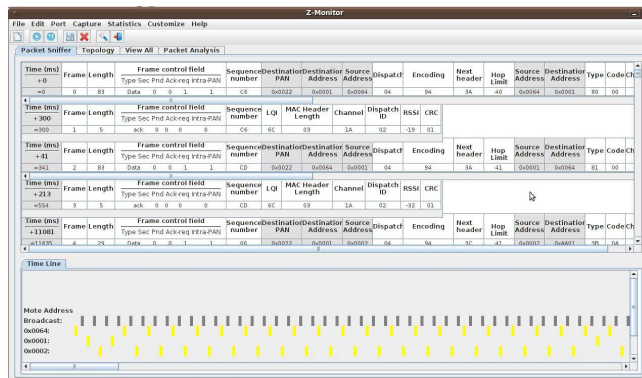 Z-Monitor
File Edit Port Capture Statistics Customize Help
Packet Sniffer Topology View All Packet Analysis
Time (ms) Frame Length Frame control field Sequence number Destination PAN Destination Address Source Address Dispatch Encoding Next header Hop Limit Source Address Destination Address Type Code Ch
+0 Type Sec Pnd Ack-req Intra-PAN
=0 0 83 Data 0 0 1 1 C6 0x0022 0x0001 0x0064 04 94 3A 40 0x0064 0x0001 80 00
Time (ms) Frame Length Frame control field Sequence number LQI MAC Header Length Channel Dispatch ID RSSI CRC
+300 Type Sec Pnd Ack-req Intra-PAN
=300 1 5 ack 0 0 0 0 C6 6C 03 1A 02 -19 01
Time (ms) Frame Length Frame control field Sequence number Destination PAN Destination Address Source Address Dispatch Encoding Next header Hop Limit Source Address Destination Address Type Code Ch
+41 Type Sec Pnd Ack-req Intra-PAN
=341 2 83 Data 0 0 1 1 CD 0x0022 0x0064 0x0001 04 94 3A 41 0x0001 0x0064 81 00
Time (ms) Frame Length Frame control field Sequence number LQI MAC Header Length Channel Dispatch ID RSSI CRC
+213 Type Sec Pnd Ack-req Intra-PAN
=554 3 5 ack 0 0 0 0 CD 6C 03 1A 02 -32 01
Time (ms) Frame Length Frame control field Sequence number Destination PAN Destination Address Source Address Dispatch Encoding Next header Hop Limit Source Address Destination Address Type Code Ch
+11081 Type Sec Pnd Ack-req Intra-PAN
=11635 4 29 Data 0 0 1 1 06 0x0022 0x0001 0x0002 04 94 3C 41 0x0002 0xAA01 3B 0A
Time Line
Mote Address
Broadcast:
0x0064:
0x0001:
0x0002: